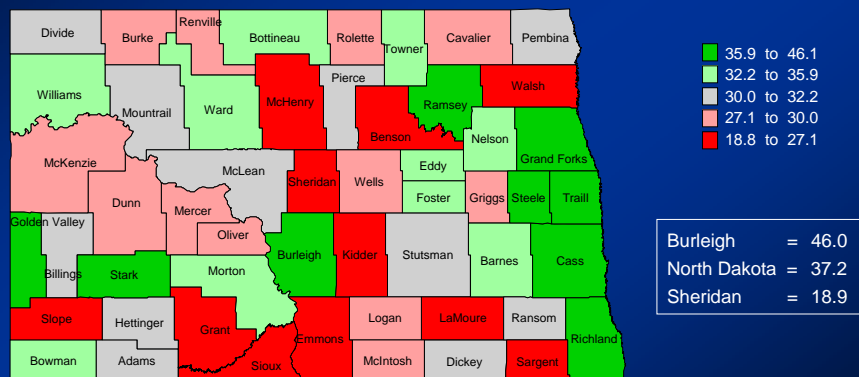 Divide
Burke
Renville
Bottineau
Rolette
Towner
Cavalier
Pembina
Williams
Mountrail
Ward
McHenry
Pierce
Benson
Ramsey
Walsh
Nelson
Grand Forks
McKenzie
Dunn
McLean
Mercer
Oliver
Sheridan
Wells
Eddy
Foster
Griggs
Steele
Traill
Golden Valley
Billings
Stark
Morton
Burleigh
Kidder
Stutsman
Barnes
Cass
Slope
Hettinger
Grant
Emmons
Logan
LaMoure
Ransom
Richland
Bowman
Adams
Sioux
McIntosh
Dickey
Sargent
35.9 to 46.1
32.2 to 35.9
30.0 to 32.2
27.1 to 30.0
18.8 to 27.1
Burleigh = 46.0
North Dakota = 37.2
Sheridan = 18.9